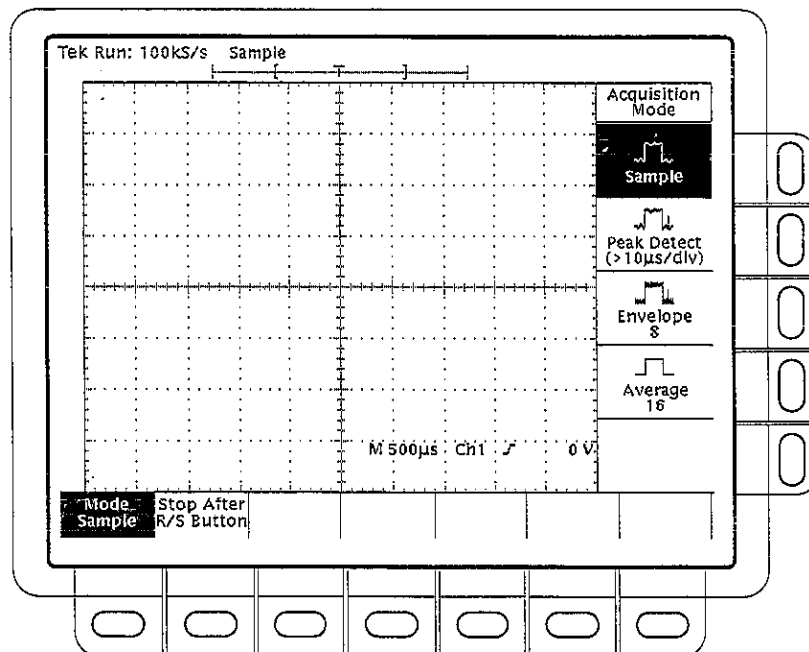 Tek Run: 100kS/s Sample
Acquisition
Mode
Sample
Peak Detect
(>10µs/div)
Envelope
8
Average
16
M 500µs Ch1 0 V
Mode
Sample
Stop After
R/S Button